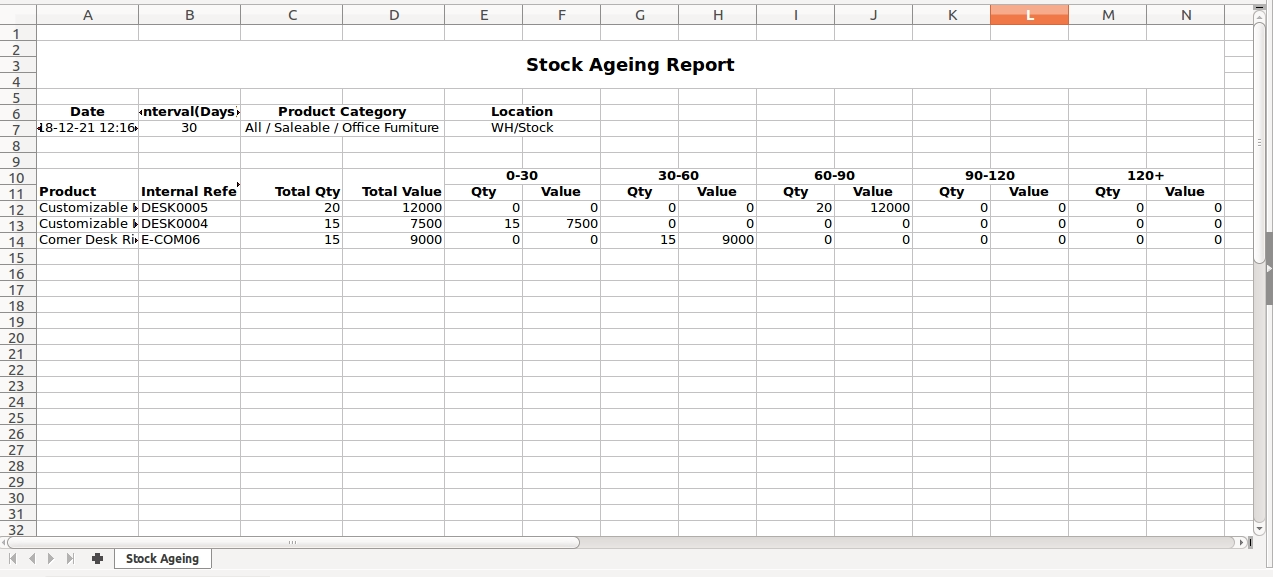 A B C D E F G H I J K L M N
1
2
3 Stock Ageing Report
4
5
6 Date nterval(Days Product Category Location
7 18-12-21 12:16 30 All / Saleable / Office Furniture WH/Stock
8
9
10 0-30 30-60 60-90 90-120 120+
11 Product Internal Refe Total Qty Total Value Qty Value Qty Value Qty Value Qty Value Qty Value
12 Customizable DESK0005 20 12000 0 0 0 0 20 12000 0 0 0 0
13 Customizable DESK0004 15 7500 15 7500 0 0 0 0 0 0 0 0
14 Corner Desk Ri E-COM06 15 9000 0 0 15 9000 0 0 0 0 0 0
15
16
17
18
19
20
21
22
23
24
25
26
27
28
29
30
31
32
Stock Ageing